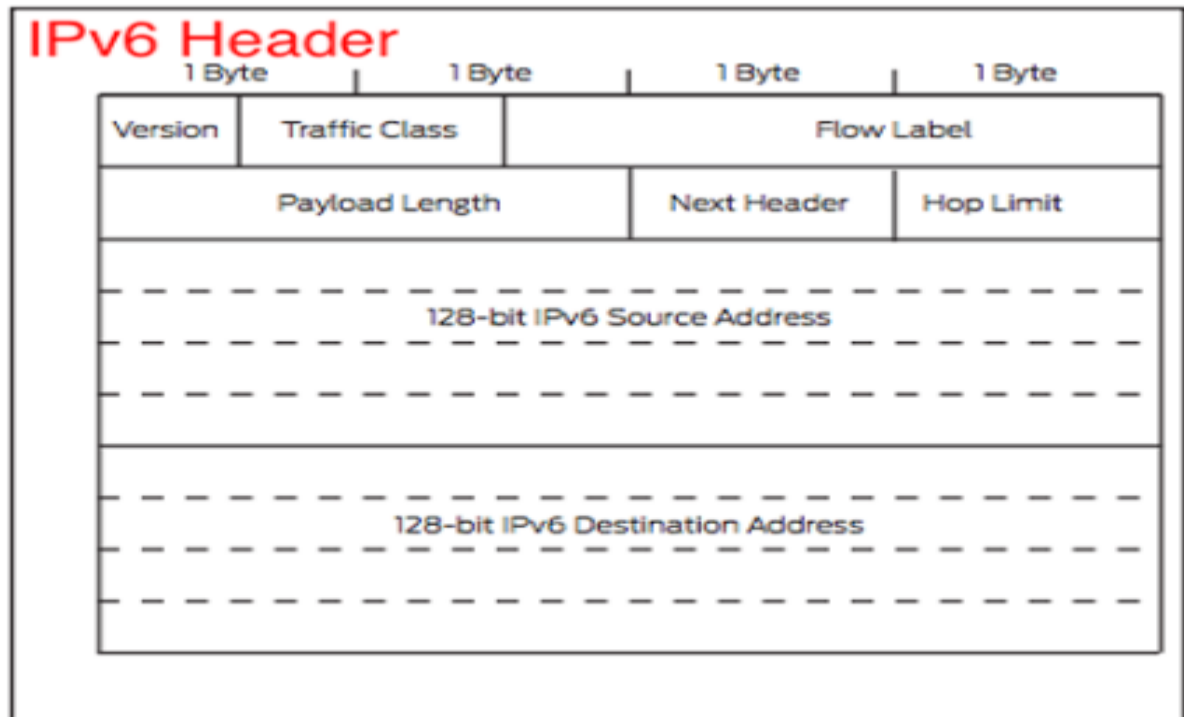 IPv6 Header
1 Byte 1 Byte 1 Byte 1 Byte
Version Traffic Class Flow Label
Payload Length Next Header Hop Limit
128-bit IPv6 Source Address
128-bit IPv6 Destination Address